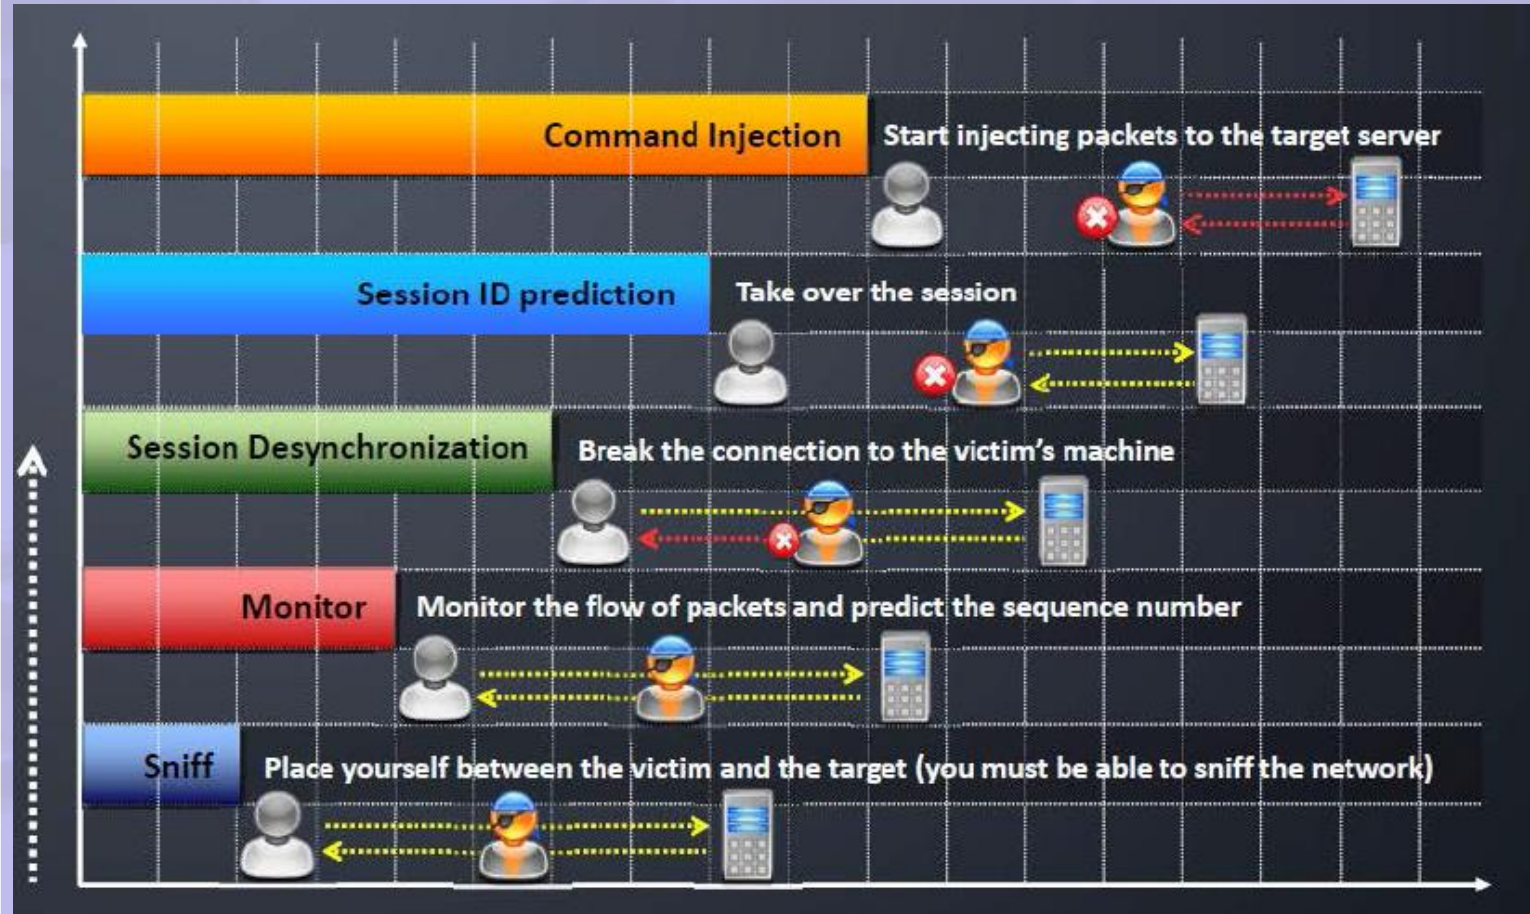 Command Injection
Start injecting packets to the target server
Session ID prediction
Take over the session
Session Desynchronization
Break the connection to the victim's machine
Monitor
Monitor the flow of packets and predict the sequence number
Sniff
Place yourself between the victim and the target (you must be able to sniff the network)